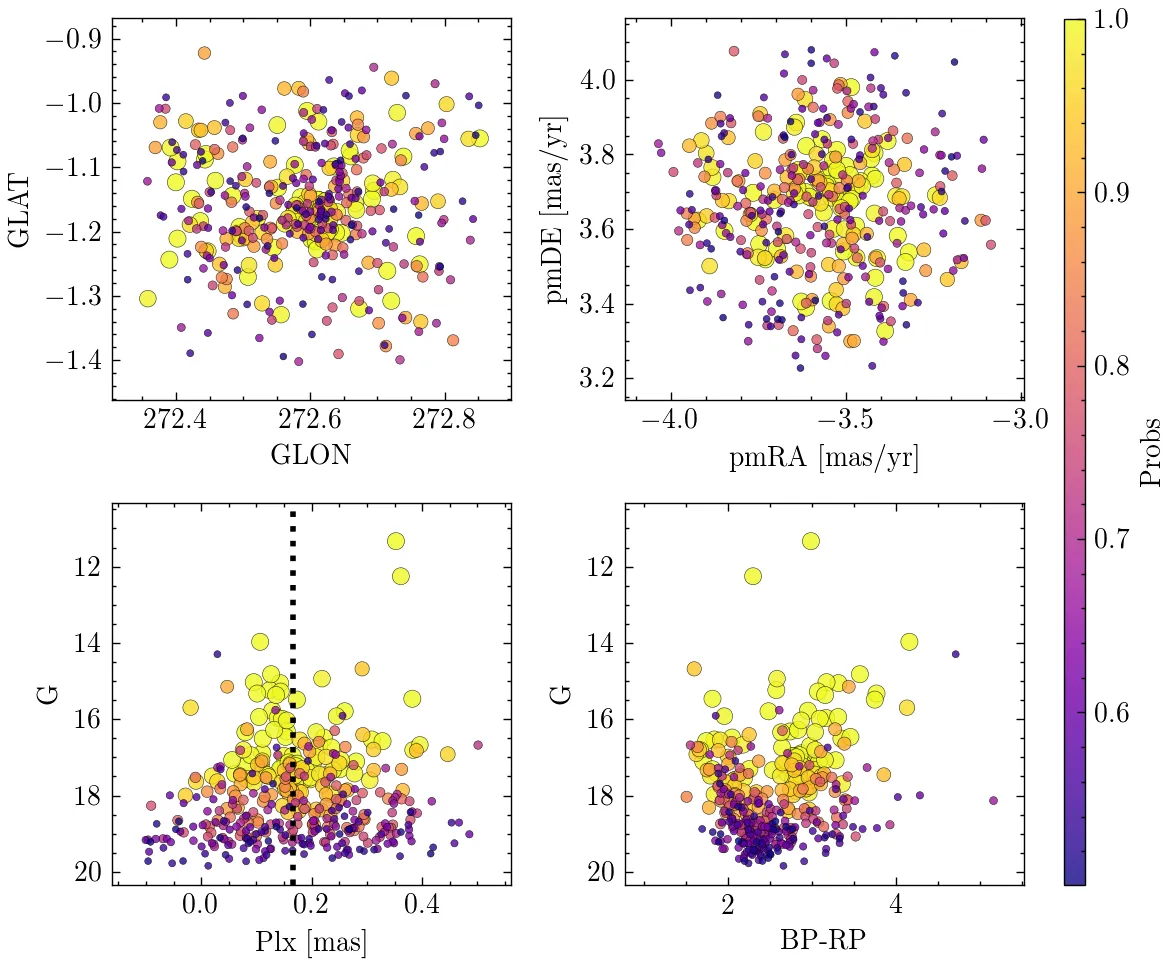 −0.9
−1.0
−1.1
−1.2
−1.3
−1.4
GLAT
272.4 272.6 272.8
GLON
4.0
3.8
3.6
3.4
3.2
pmDE [mas/yr]
−4.0 −3.5 −3.0
pmRA [mas/yr]
1.0
0.9
0.8
0.7
0.6
Probs
12
14
16
18
20
G
0.0 0.2 0.4
Plx [mas]
12
14
16
18
20
G
2 4
BP-RP